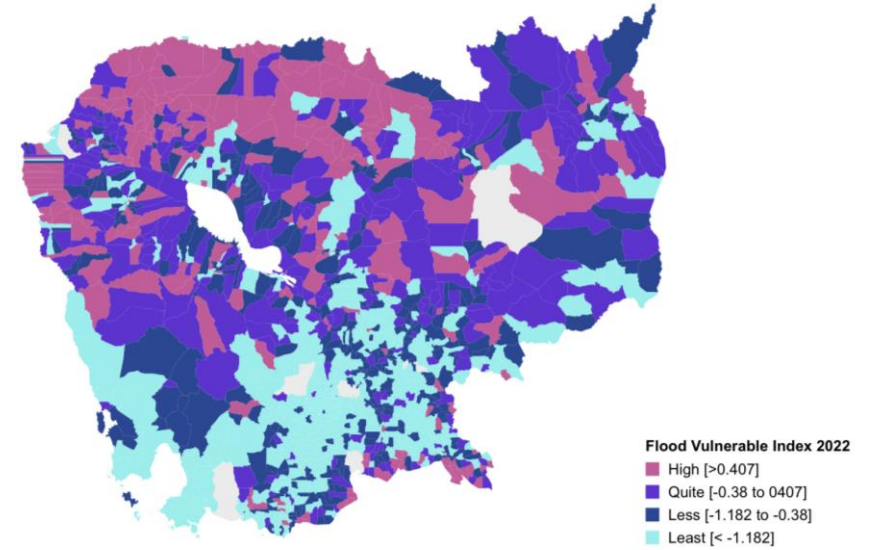 Flood Vulnerable Index 2022
High [>0.407]
Quite [-0.38 to 0407]
Less [-1.182 to -0.38]
Least [< -1.182]